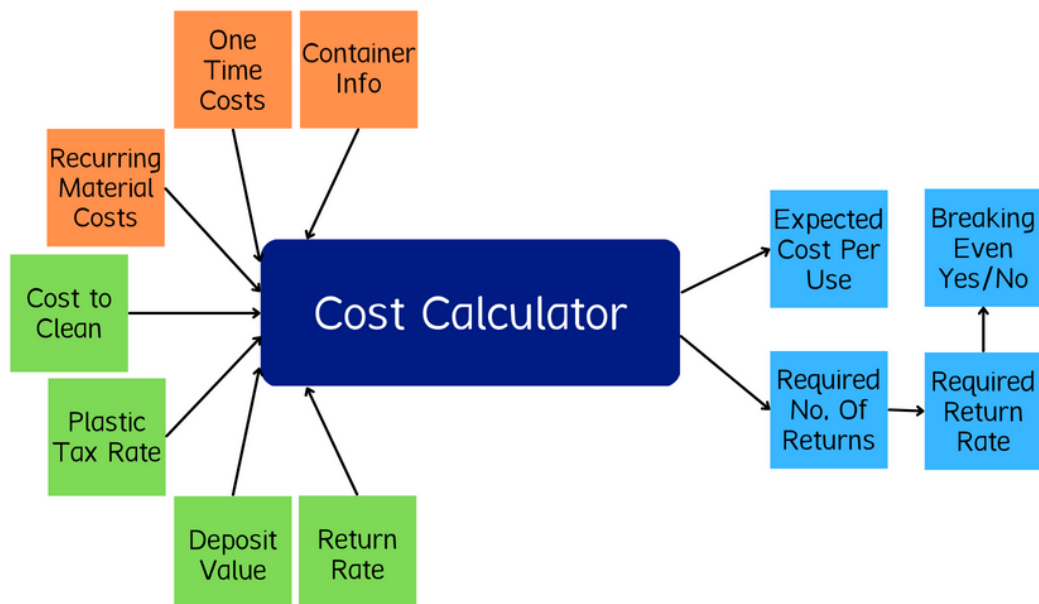 One
Time
Costs
Container
Info
Recurring
Material
Costs
Cost to
Clean
Plastic
Tax Rate
Deposit
Value
Return
Rate
Cost Calculator
Expected
Cost Per
Use
Breaking
Even
Yes/No
Required
No. Of
Returns
Required
Return
Rate